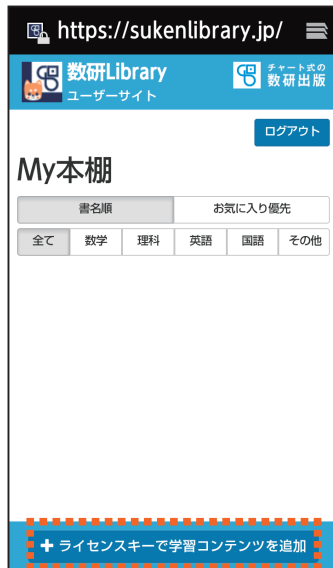 https://sukenlibrary.jp/
数研Library
ユーザーサイト
チャート式の
数研出版
ログアウト
My本棚
書名順 お気に入り優先
全て 数学 理科 英語 国語 その他
+ ライセンスキーで学習コンテンツを追加